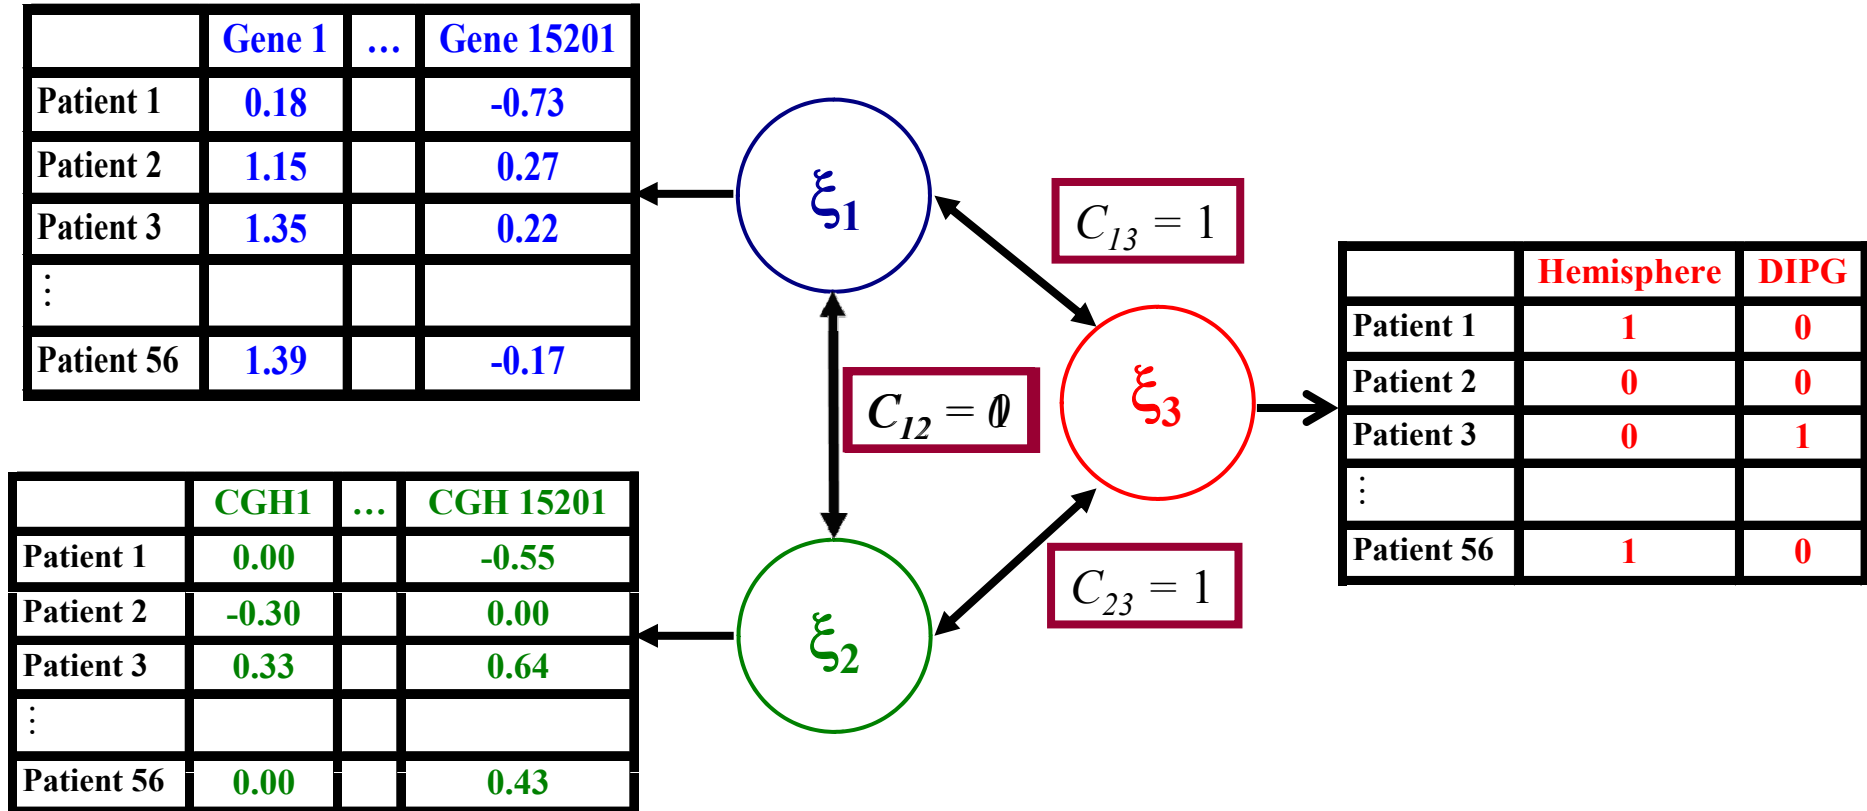 Gene 1 … Gene 15201
Patient 1 0.18 -0.73
Patient 2 1.15 0.27
Patient 3 1.35 0.22
⋮
Patient 56 1.39 -0.17
ξ1
C13 = 1
Hemisphere DIPG
Patient 1 1 0
Patient 2 0 0
Patient 3 0 1
⋮
Patient 56 1 0
ξ3
C12 =
CGH1 … CGH 15201
Patient 1 0.00 -0.55
Patient 2 -0.30 0.00
Patient 3 0.33 0.64
⋮
Patient 56 0.00 0.43
ξ2
C23 = 1